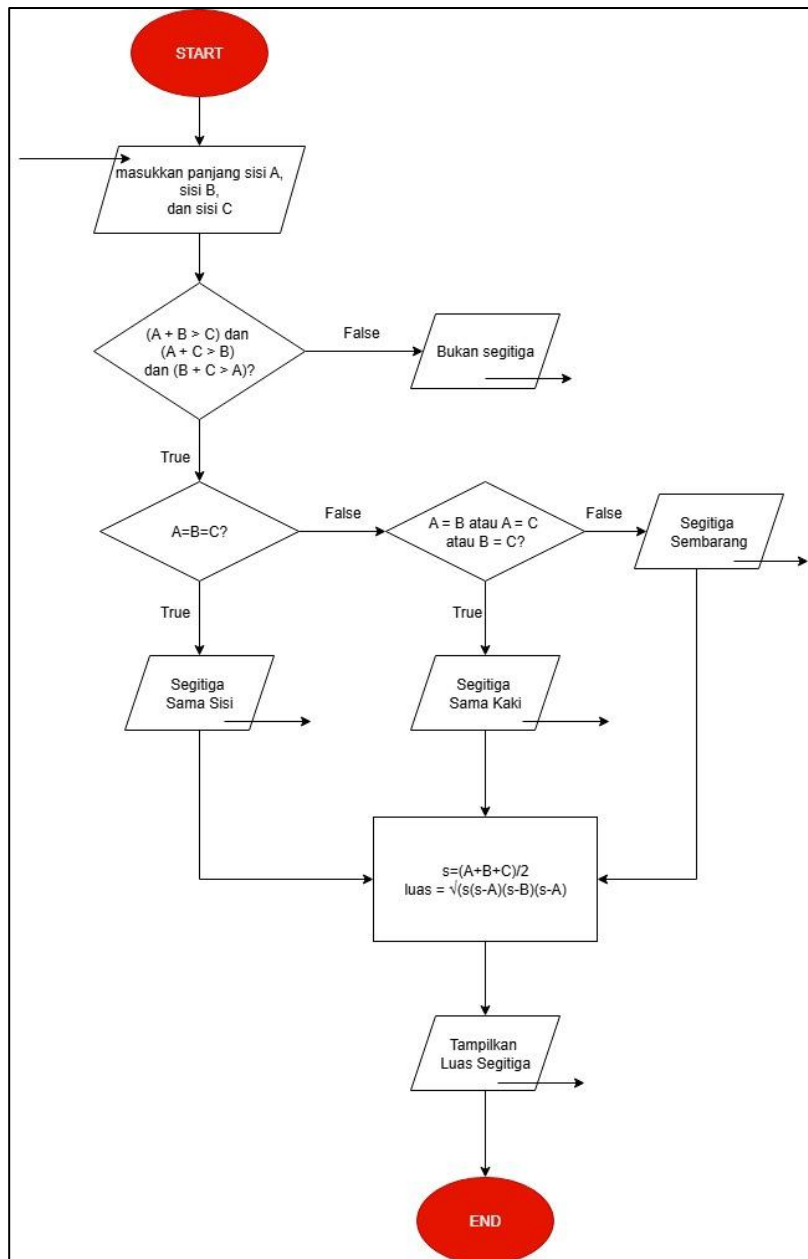 START
masukkan panjang sisi A,
sisi B,
dan sisi C
(A + B > C) dan
(A + C > B)
dan (B + C > A)?
False
Bukan segitiga
True
A=B=C?
False
A = B atau A = C
atau B = C?
False
Segitiga
Sembarang
True
True
Segitiga
Sama Sisi
Segitiga
Sama Kaki
s=(A+B+C)/2
luas = √(s(s-A)(s-B)(s-A)
Tampilkan
Luas Segitiga
END